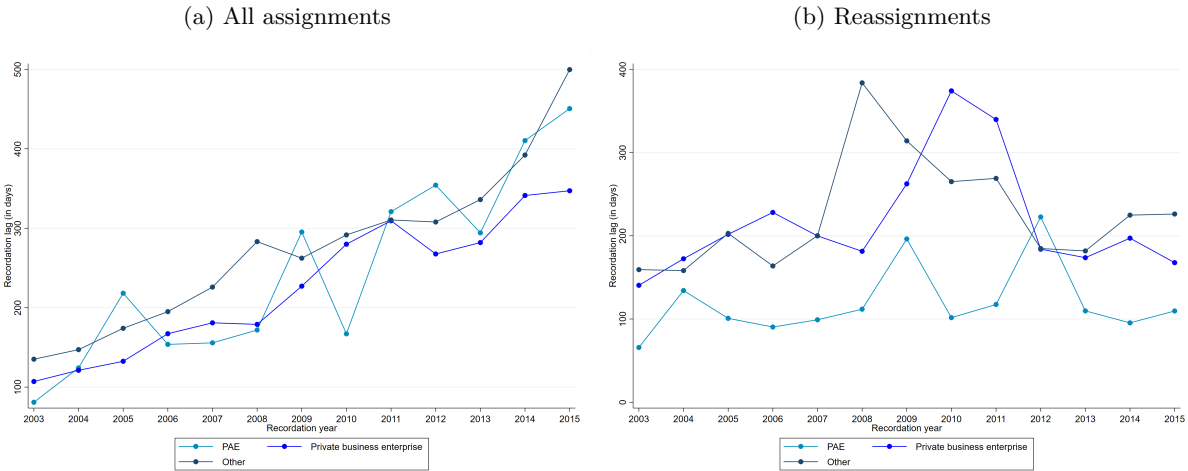 (a) All assignments
500
400
300
200
100
Recordation lag (in days)
2003 2004 2005 2006 2007 2008 2009 2010 2011 2012 2013 2014 2015
Recordation year
PAE Private business enterprise
Other
(b) Reassignments
400
300
200
100
0
Recordation lag (in days)
2003 2004 2005 2006 2007 2008 2009 2010 2011 2012 2013 2014 2015
Recordation year
PAE Private business enterprise
Other